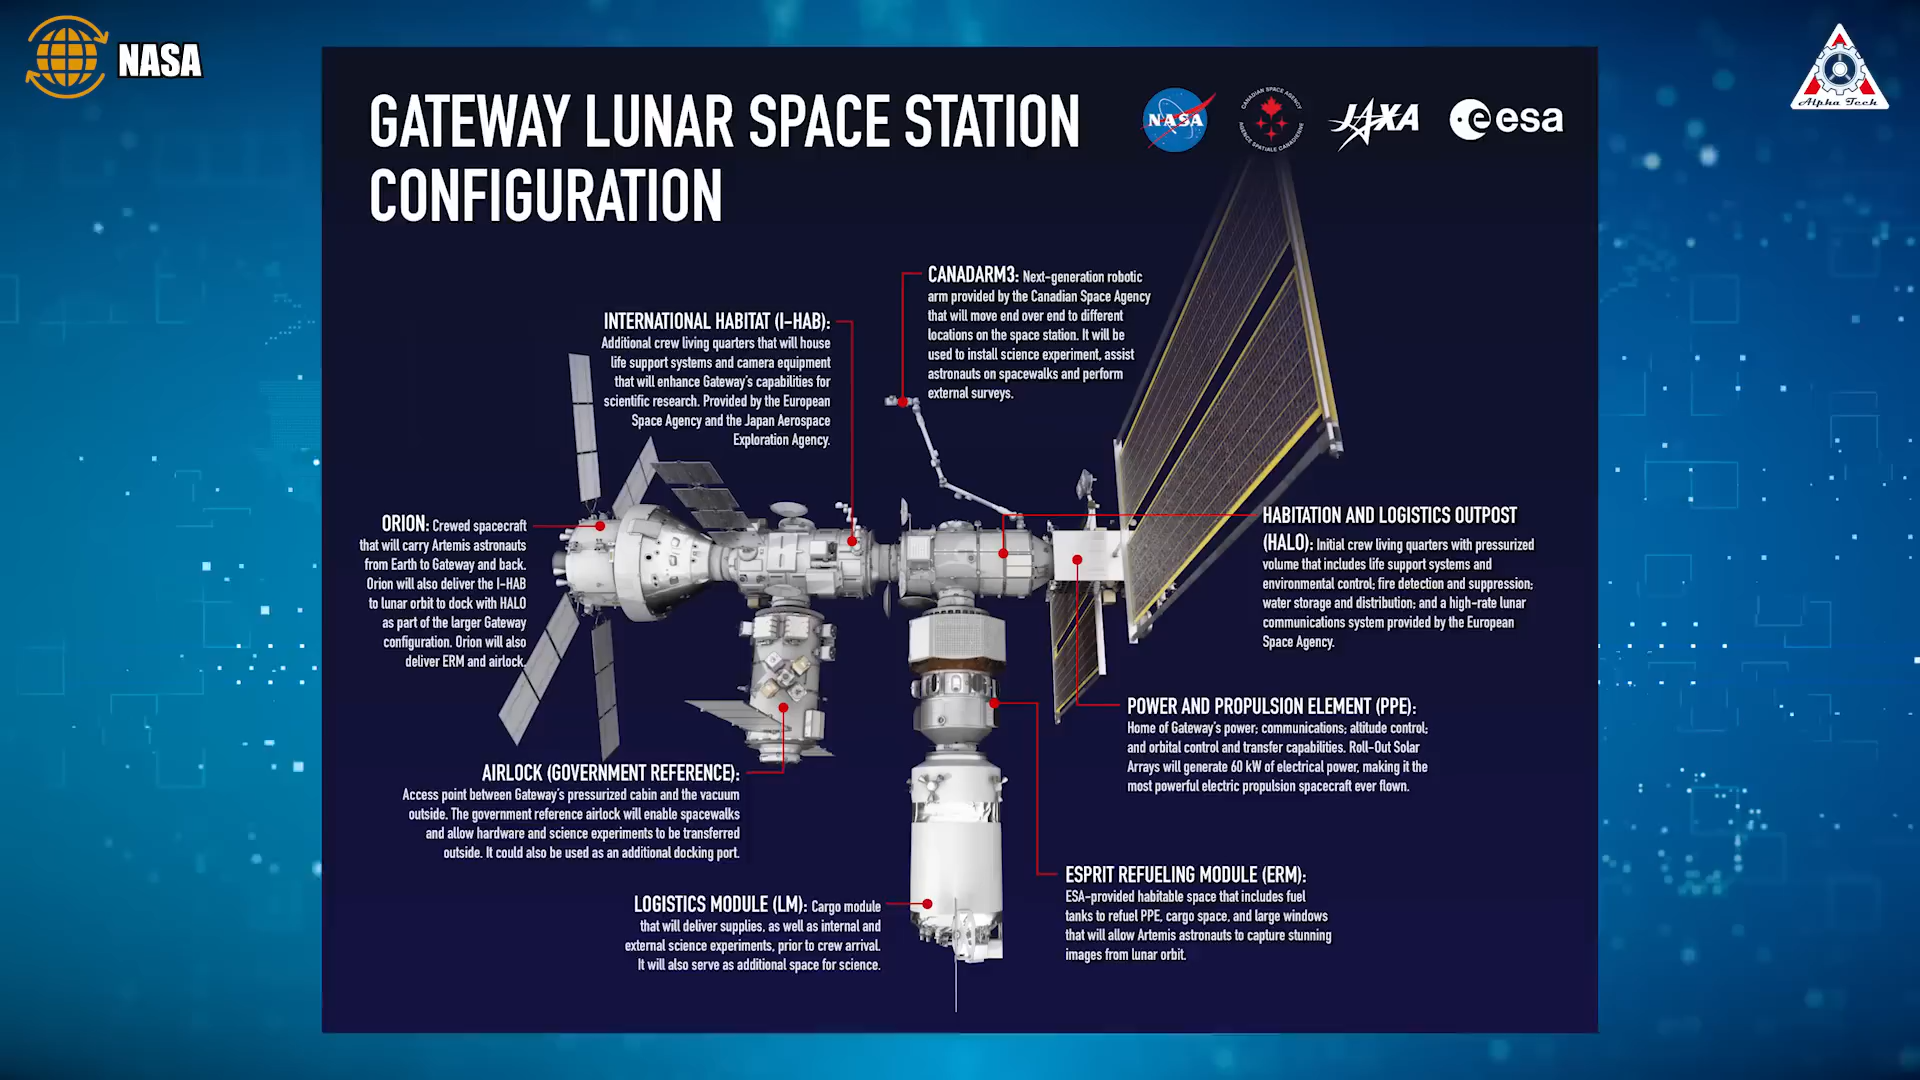 NASA
Alpha Tech
GATEWAY LUNAR SPACE STATION
CONFIGURATION
NASA
CANADIAN SPACE AGENCY
AGENCE SPATIALE CANADIENNE
JAXA
esa
CANADARM3: Next-generation robotic
arm provided by the Canadian Space Agency
that will move end over end to different
locations on the space station. It will be
used to install science experiment, assist
astronauts on spacewalks and perform
external surveys.
INTERNATIONAL HABITAT (I-HAB):
Additional crew living quarters that will house
life support systems and camera equipment
that will enhance Gateway's capabilities for
scientific research. Provided by the European
Space Agency and the Japan Aerospace
Exploration Agency.
ORION: Crewed spacecraft
that will carry Artemis astronauts
from Earth to Gateway and back.
Orion will also deliver the I-HAB
to lunar orbit to dock with HALO
as part of the larger Gateway
configuration. Orion will also
deliver ERM and airlock.
HABITATION AND LOGISTICS OUTPOST
(HALO): Initial crew living quarters with pressurized
volume that includes life support systems and
environmental control; fire detection and suppression;
water storage and distribution; and a high-rate lunar
communications system provided by the European
Space Agency.
POWER AND PROPULSION ELEMENT (PPE):
Home of Gateway's power; communications; altitude control;
and orbital control and transfer capabilities. Roll-Out Solar
Arrays will generate 60 kW of electrical power, making it the
most powerful electric propulsion spacecraft ever flown.
AIRLOCK (GOVERNMENT REFERENCE):
Access point between Gateway's pressurized cabin and the vacuum
outside. The government reference airlock will enable spacewalks
and allow hardware and science experiments to be transferred
outside. It could also be used as an additional docking port.
ESPRIT REFUELING MODULE (ERM):
ESA-provided habitable space that includes fuel
tanks to refuel PPE, cargo space, and large windows
that will allow Artemis astronauts to capture stunning
images from lunar orbit.
LOGISTICS MODULE (LM): Cargo module
that will deliver supplies, as well as internal and
external science experiments, prior to crew arrival.
It will also serve as additional space for science.